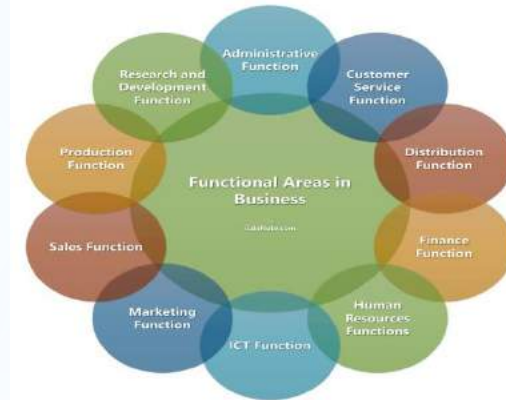 Functional Areas in
Business
Administrative
Function
Customer
Service
Function
Distribution
Function
Finance
Function
Human
Resources
Functions
ICT Function
Marketing
Function
Sales Function
Production
Function
Research and
Development
Function